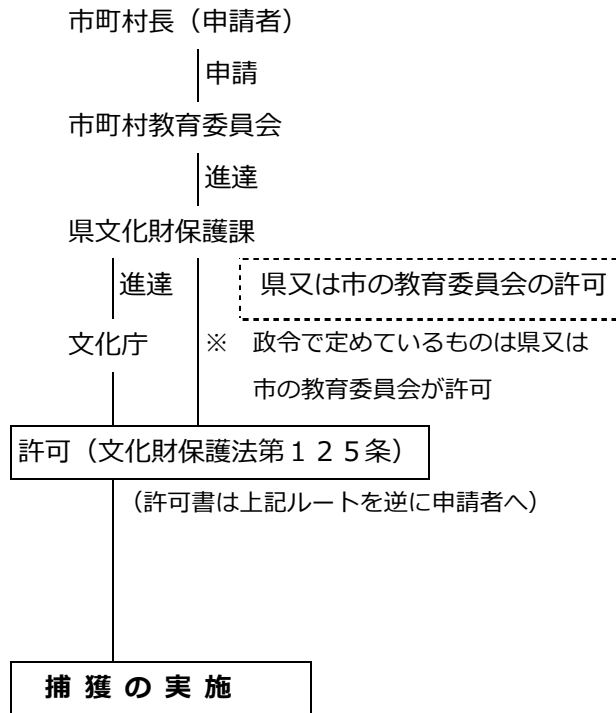 市町村長（申請者）
申請
市町村教育委員会
進達
県文化財保護課
進達
県又は市の教育委員会の許可
文化庁
※　政令で定めているものは県又は
市の教育委員会が許可
許可（文化財保護法第１２５条）
（許可書は上記ルートを逆に申請者へ）
捕 獲 の 実 施